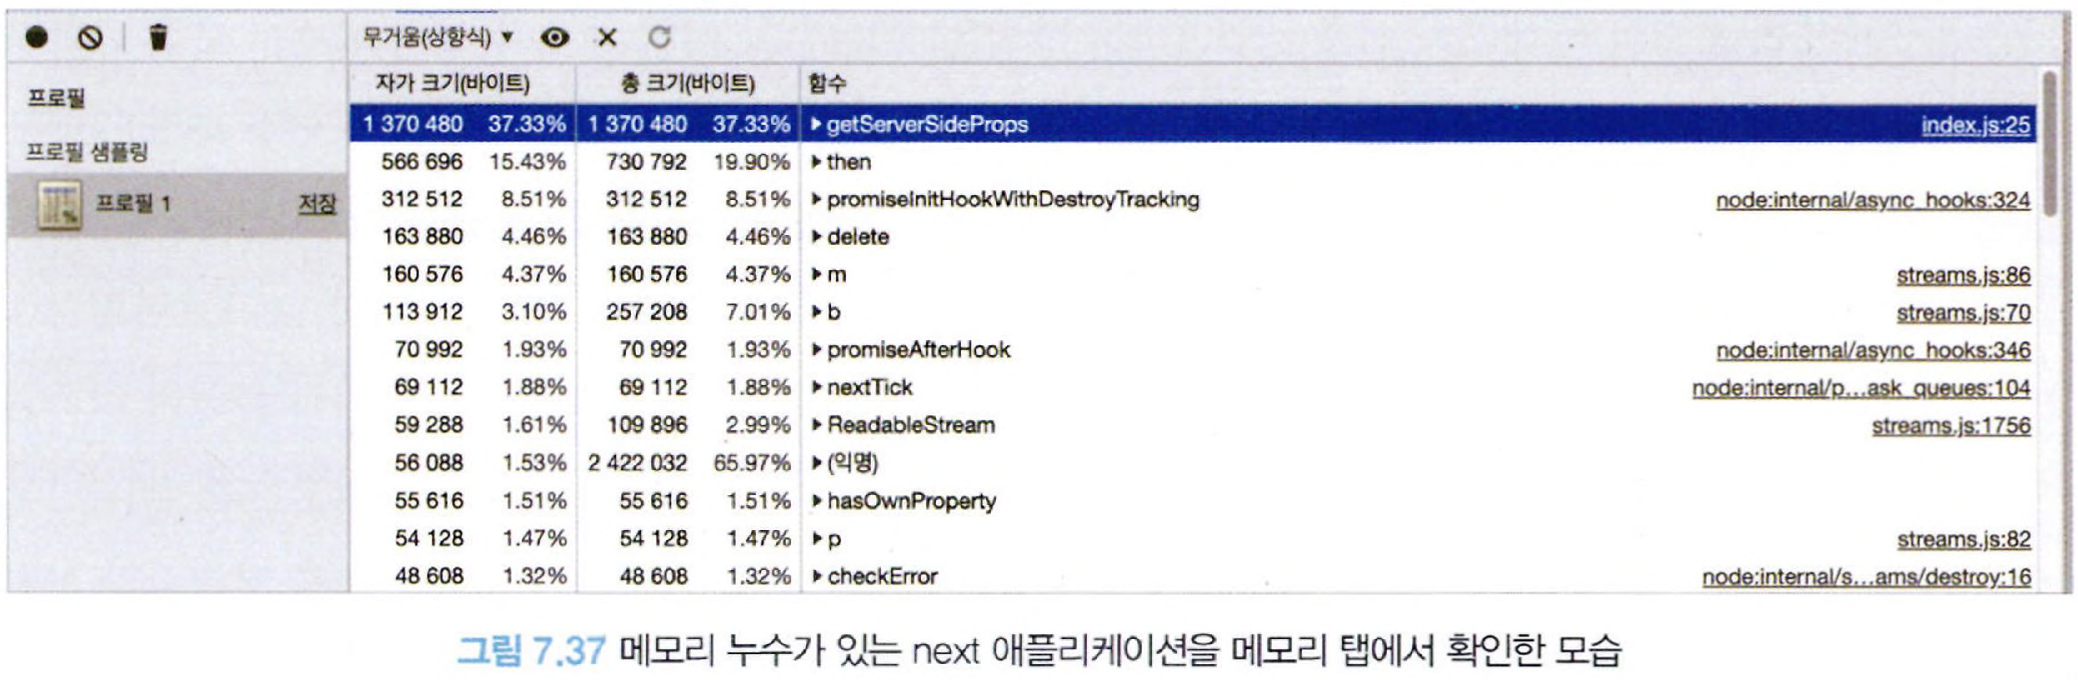 무거움(상향식) ▼
프로필
프로필 샘플링
프로필 1 저장
자가 크기(바이트) 총 크기(바이트) 함수
1 370 480 37.33% 1 370 480 37.33% ▶ getServerSideProps index.js:25
566 696 15.43% 730 792 19.90% ▶ then
312 512 8.51% 312 512 8.51% ▶ promiseInitHookWithDestroyTracking node:internal/async_hooks:324
163 880 4.46% 163 880 4.46% ▶ delete
160 576 4.37% 160 576 4.37% ▶ m streams.js:86
113 912 3.10% 257 208 7.01% ▶ b streams.js:70
70 992 1.93% 70 992 1.93% ▶ promiseAfterHook node:internal/async_hooks:346
69 112 1.88% 69 112 1.88% ▶ nextTick node:internal/p…ask_queues:104
59 288 1.61% 109 896 2.99% ▶ ReadableStream streams.js:1756
56 088 1.53% 2 422 032 65.97% ▶ (익명)
55 616 1.51% 55 616 1.51% ▶ hasOwnProperty
54 128 1.47% 54 128 1.47% ▶ p streams.js:82
48 608 1.32% 48 608 1.32% ▶ checkError node:internal/s…ams/destroy:16
그림 7.37 메모리 누수가 있는 next 애플리케이션을 메모리 탭에서 확인한 모습